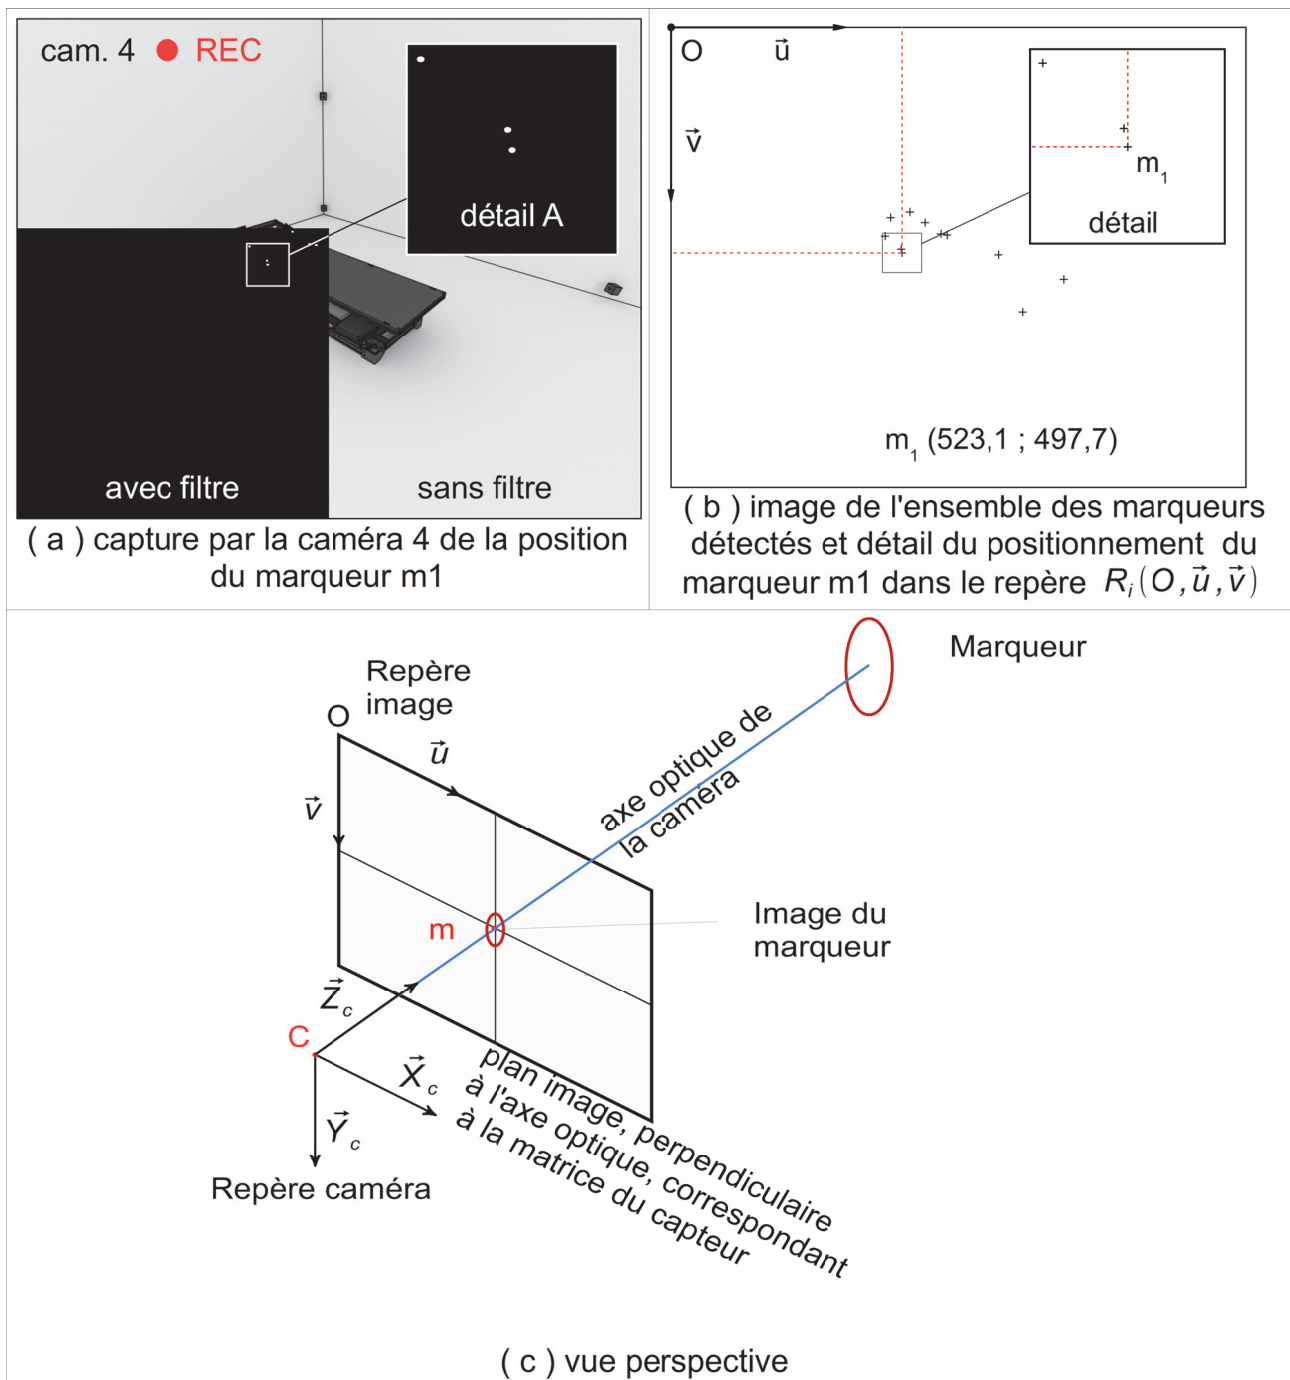 cam. 4 REC
détail A
avec filtre
sans filtre
( a ) capture par la caméra 4 de la position
du marqueur m1
O
u⃗
v⃗
m₁
détail
m₁ (523,1 ; 497,7)
( b ) image de l'ensemble des marqueurs
détectés et détail du positionnement du
marqueur m1 dans le repère Rᵢ(O,u⃗,v⃗)
Marqueur
Repère
image
O
u⃗
v⃗
axe optique de
la caméra
m
Image du
marqueur
Z⃗c
C
X⃗c
Y⃗c
Repère caméra
plan image, perpendiculaire
à l'axe optique, correspondant
à la matrice du capteur
( c ) vue perspective